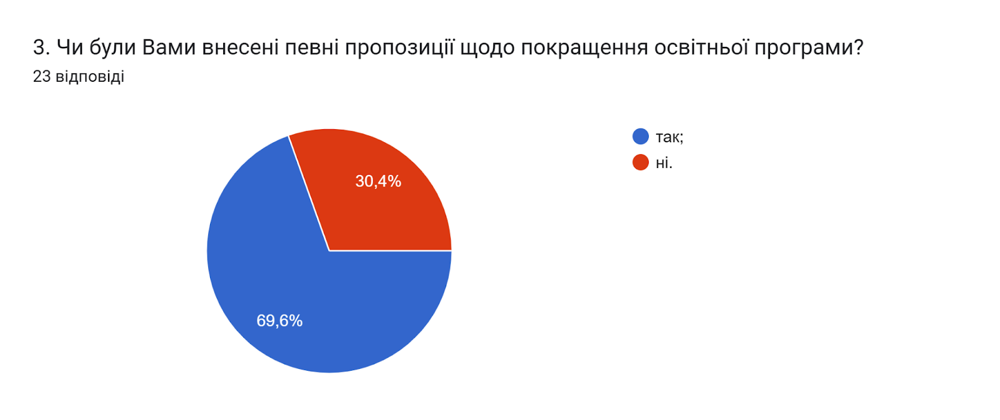 3. Чи були Вами внесені певні пропозиції щодо покращення освітньої програми?
23 відповіді
так;
ні.
30,4%
69,6%